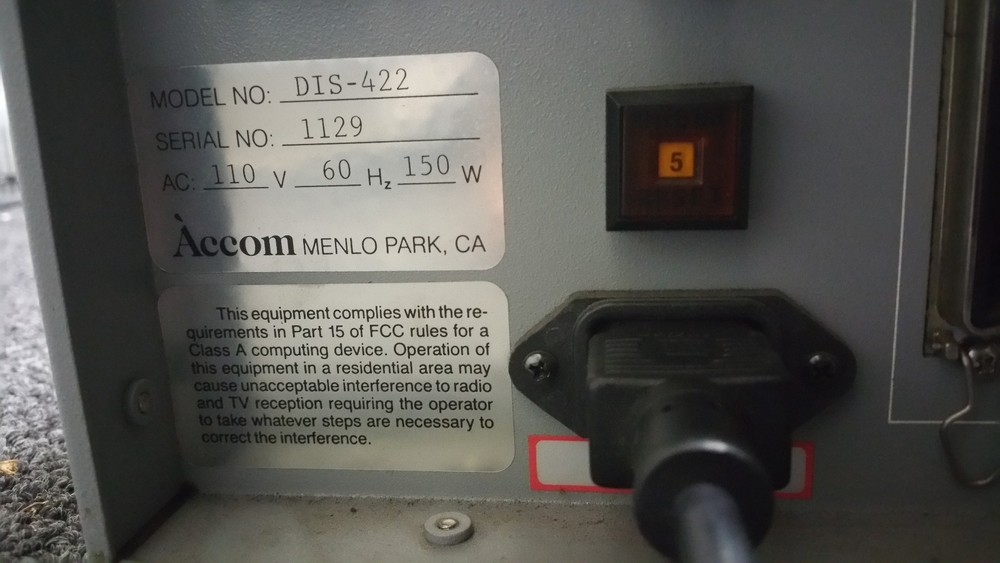 MODEL NO: DIS-422
SERIAL NO: 1129
AC: 110 V 60 Hz 150 W
Àccom MENLO PARK, CA
5
This equipment complies with the re-
quirements in Part 15 of FCC rules for a
Class A computing device. Operation of
this equipment in a residential area may
cause unacceptable interference to radio
and TV reception requiring the operator
to take whatever steps are necessary to
correct the interference.